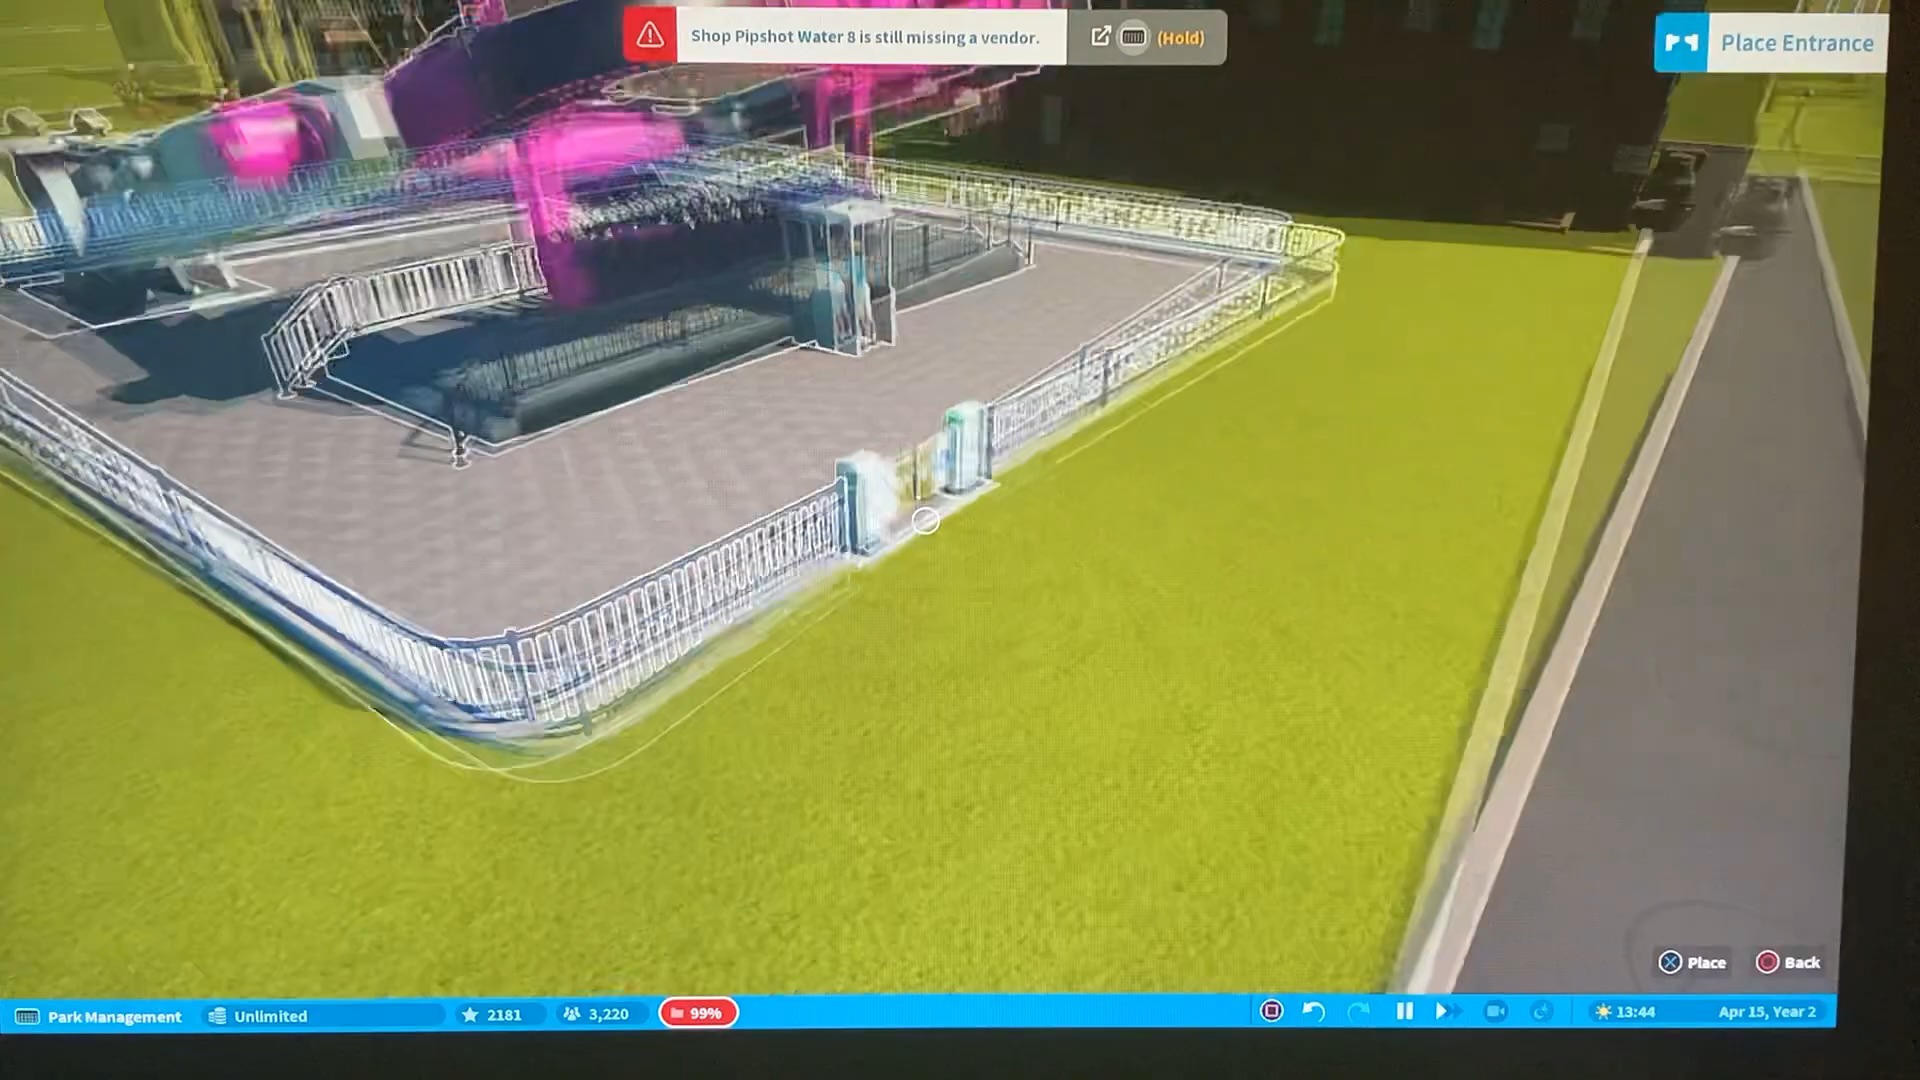 Shop Pipshot Water 8 is still missing a vendor.
(Hold)
Place Entrance
Place
Back
Park Management
Unlimited
2181
3,220
99%
13:44
Apr 15, Year 2